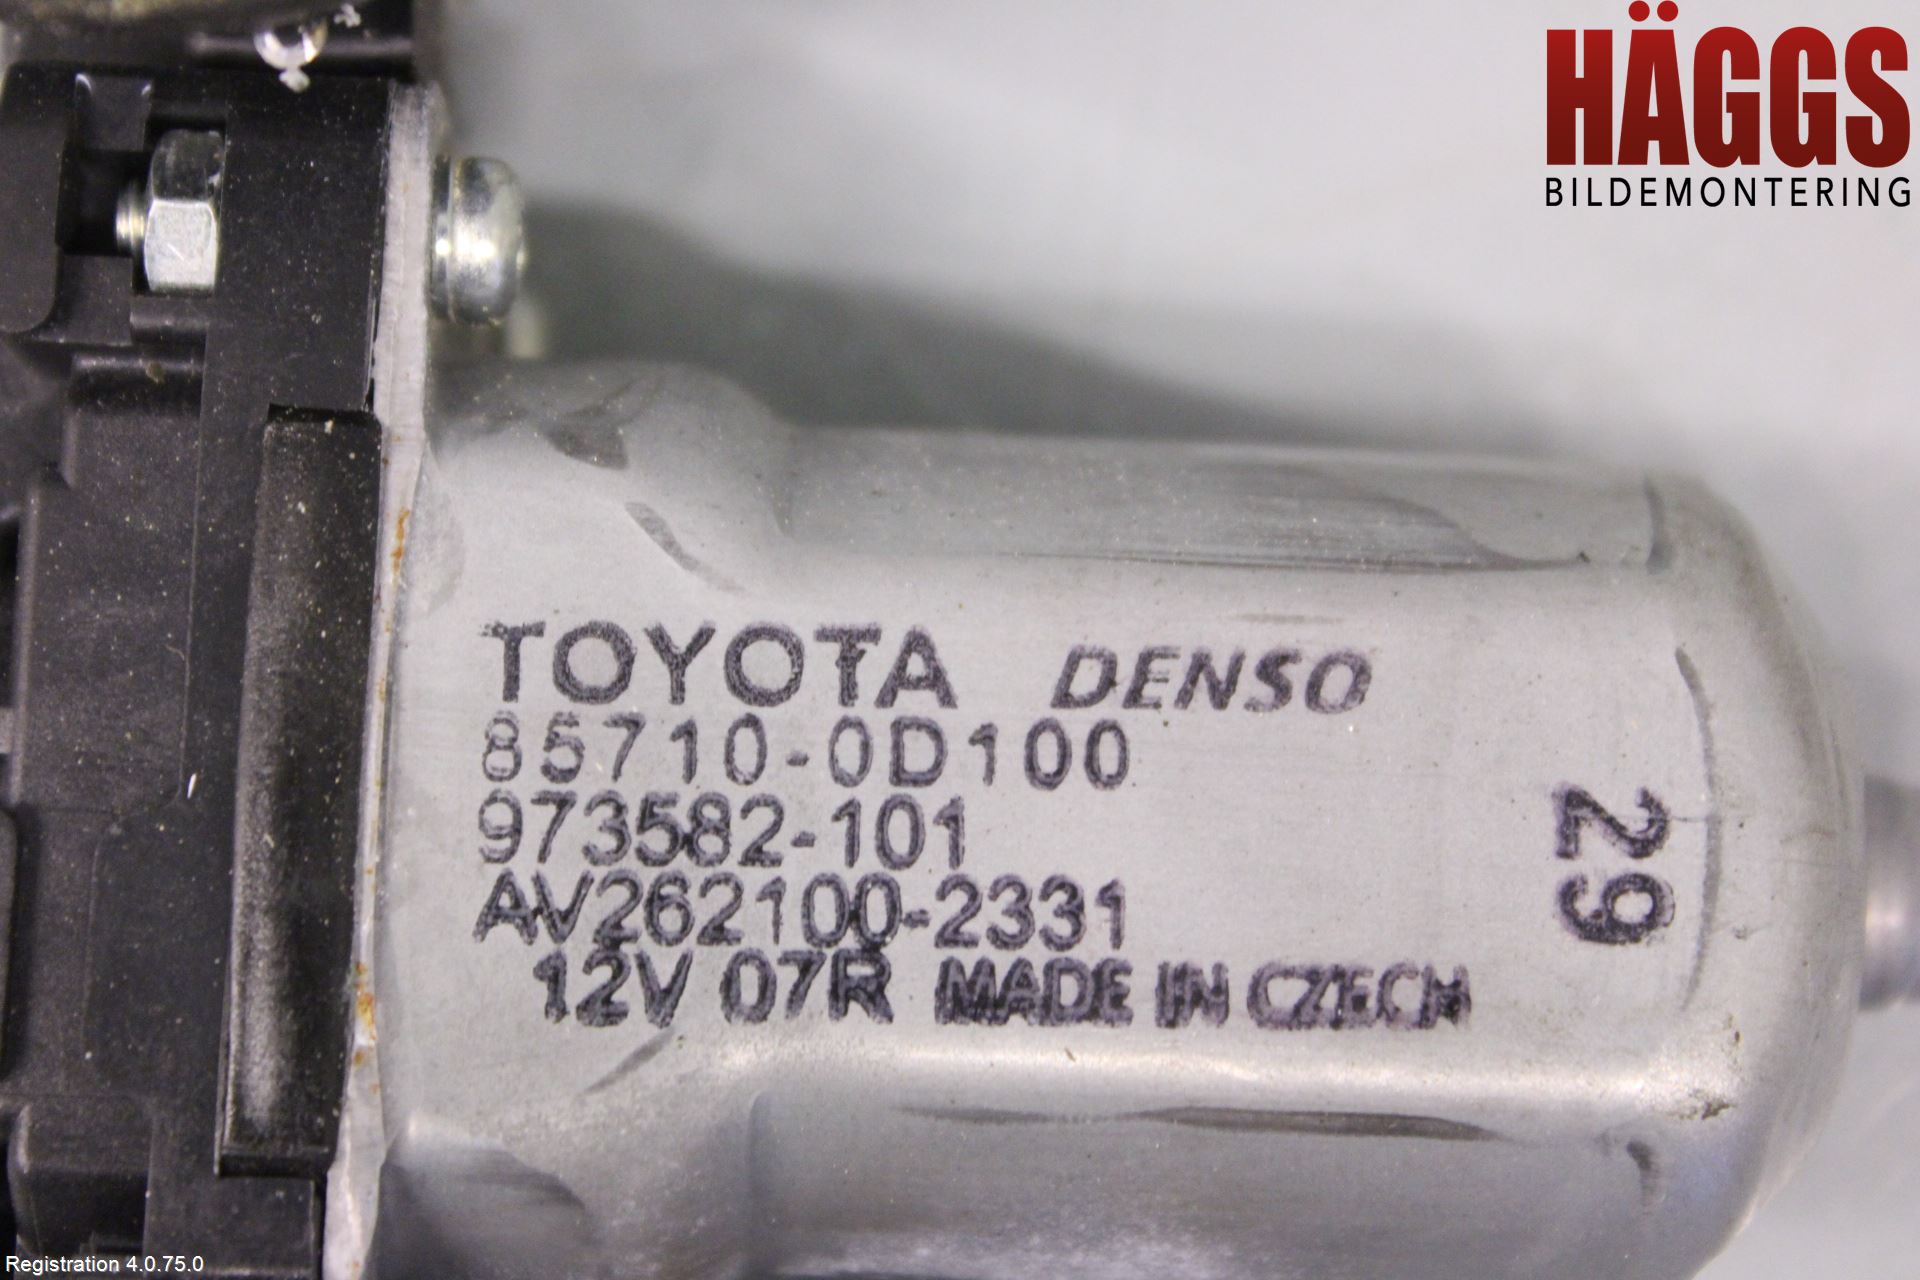 HÄGGS
BILDEMONTERING
TOYOTA DENSO
85710-0D100
973582-101
AV262100-2331
12V 07R MADE IN CZECH
29
Registration 4.0.75.0